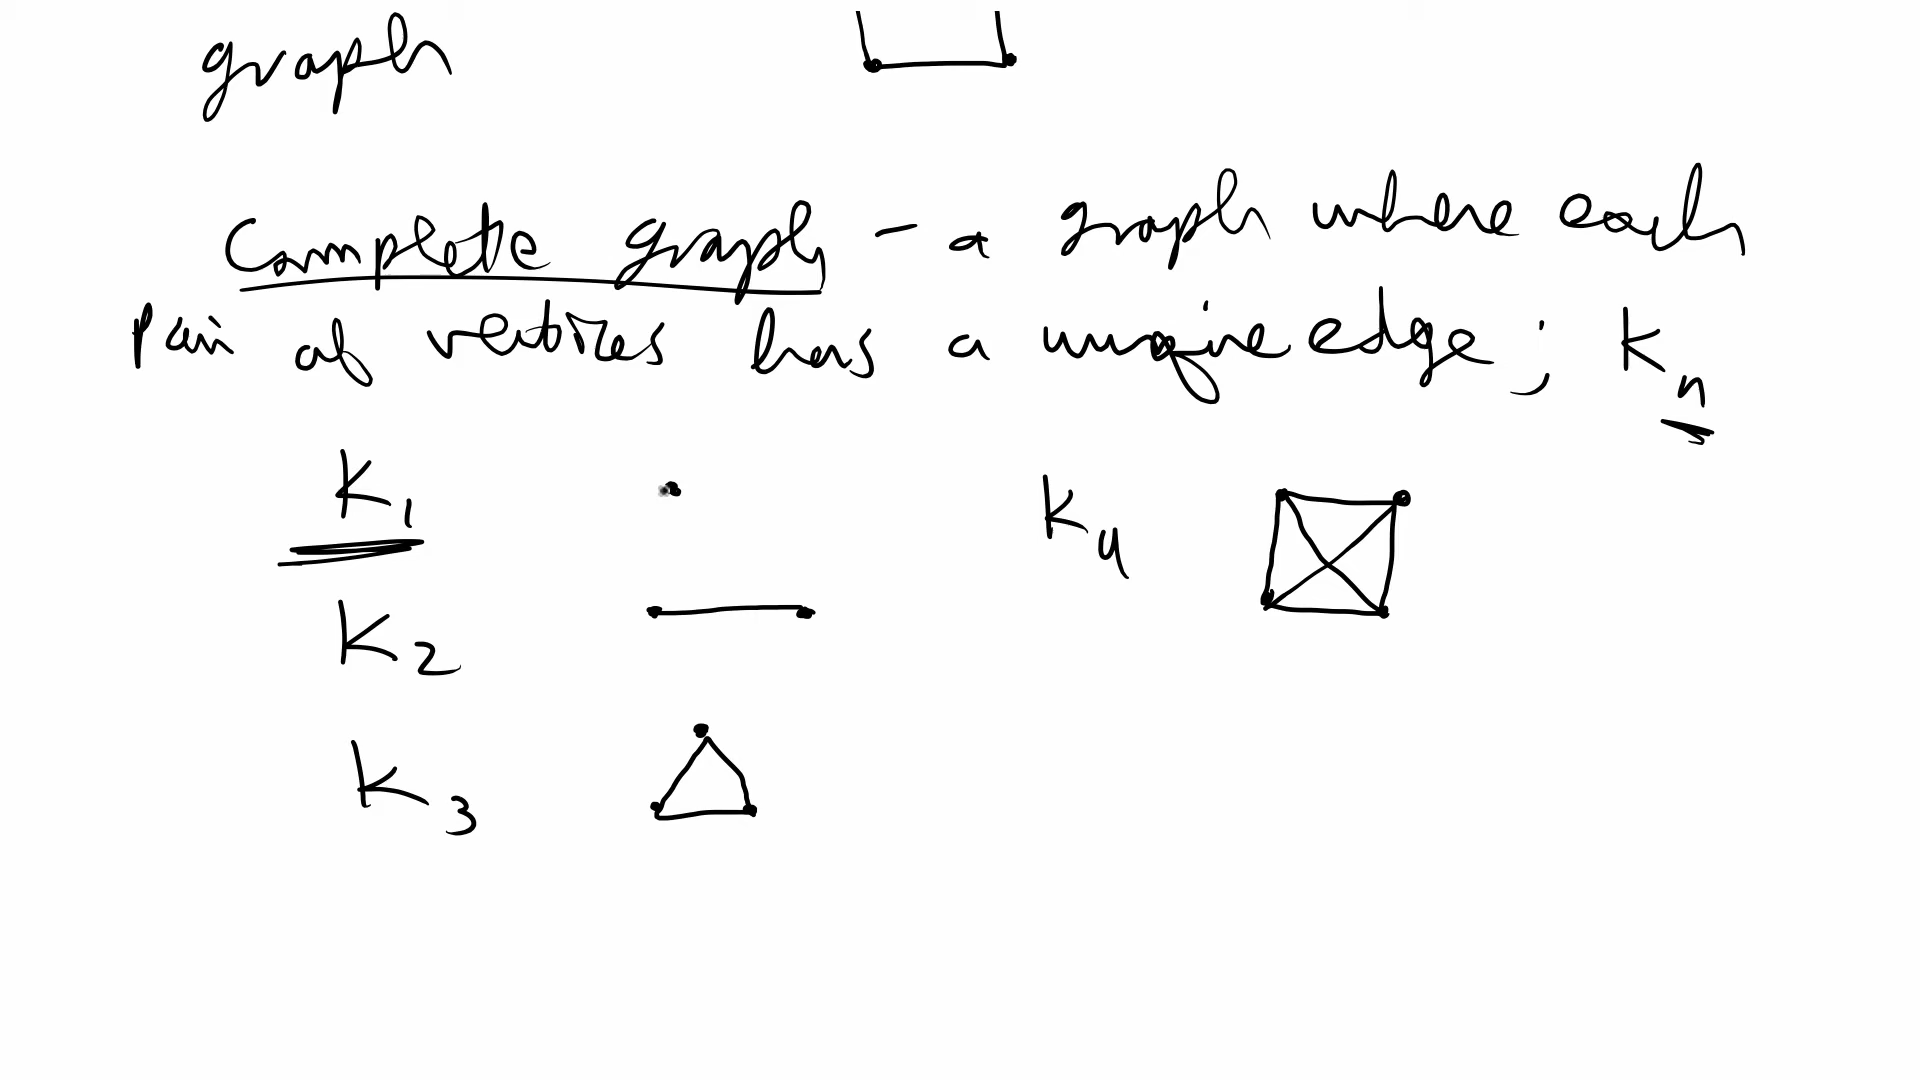 graph
Complete graph - a graph where each
pair of vertices has a unique edge; Kn
K1
K4
K2
K3